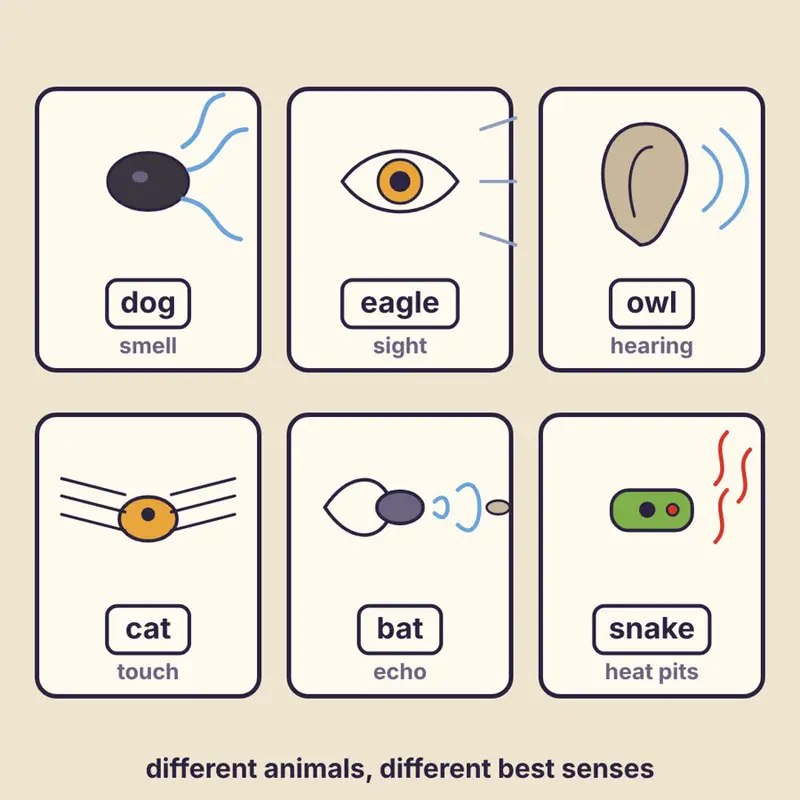 dog
smell
eagle
sight
owl
hearing
cat
touch
bat
echo
snake
heat pits
different animals, different best senses